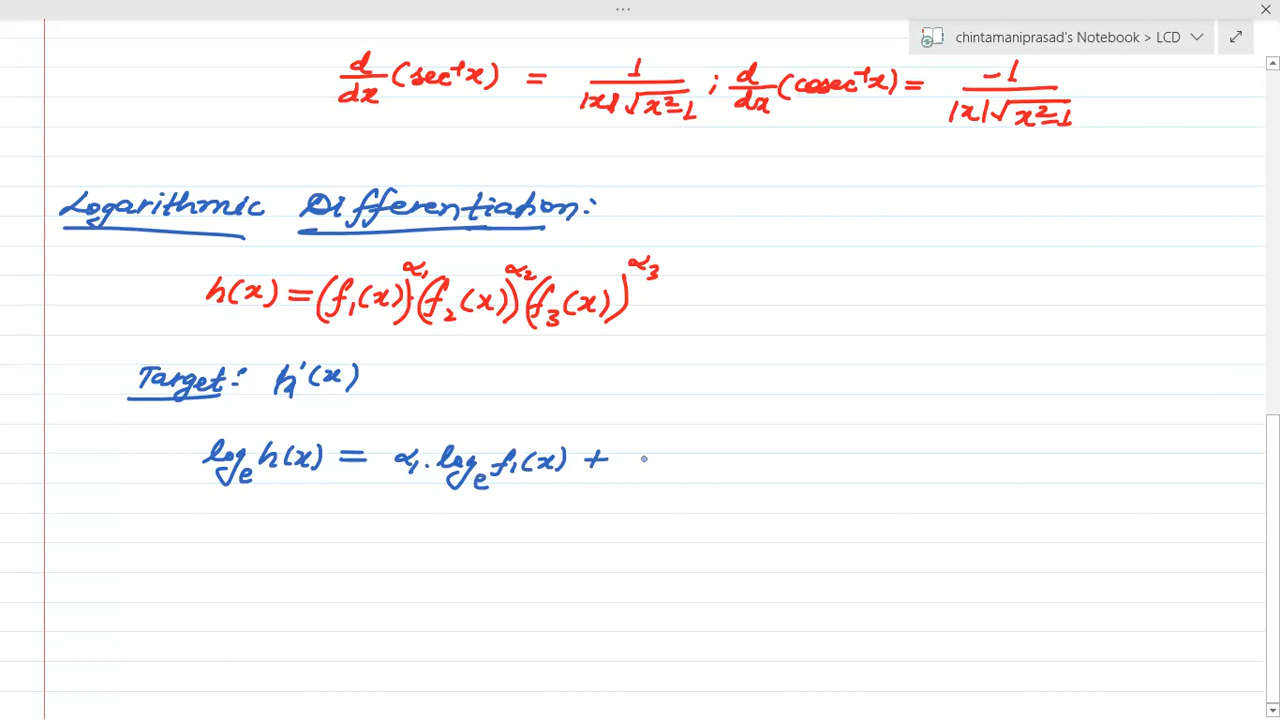 ...
chintamaniprasad's Notebook > LCD
d/dx (sec⁻¹x) = 1/|x|√x²-1 ; d/dx (cosec⁻¹x) = -1/|x|√x²-1
Logarithmic Differentiation:
h(x) = (f₁(x))^α₁ · (f₂(x))^α₂ (f₃(x))^α₃
Target: h'(x)
logₑ h(x) = α₁ . logₑ f₁(x) +